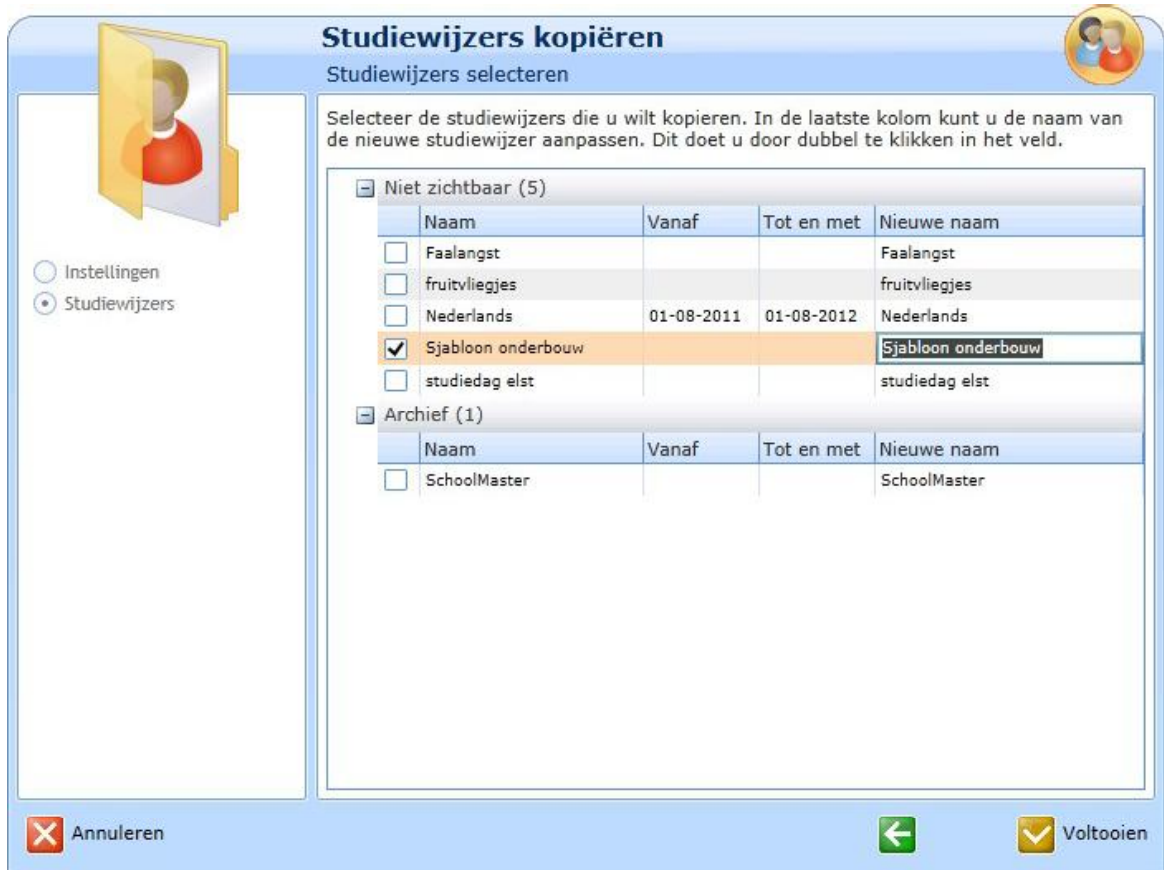 Studiewijzers kopiëren
Studiewijzers selecteren
Instellingen
Studiewijzers
Selecteer de studiewijzers die u wilt kopieren. In de laatste kolom kunt u de naam van
de nieuwe studiewijzer aanpassen. Dit doet u door dubbel te klikken in het veld.
Niet zichtbaar (5)
Naam Vanaf Tot en met Nieuwe naam
Faalangst Faalangst
fruitvliegjes fruitvliegjes
Nederlands 01-08-2011 01-08-2012 Nederlands
Sjabloon onderbouw Sjabloon onderbouw
studiedag elst studiedag elst
Archief (1)
Naam Vanaf Tot en met Nieuwe naam
SchoolMaster SchoolMaster
Annuleren Voltooien